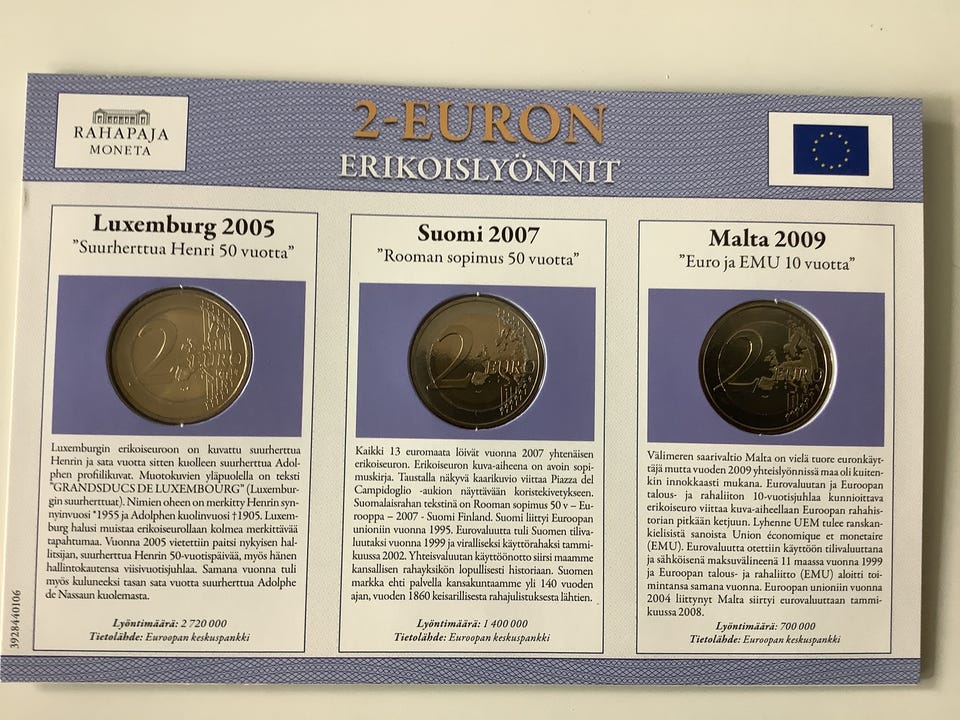 RAHAPAJA
MONETA
2-EURON
ERIKOISLYÖNNIT
Luxemburg 2005
"Suurherttua Henri 50 vuotta"
2 EURO
Luxemburgin erikoiseuroon on kuvattu suurherttua
Henrin ja sata vuotta sitten kuolleen suurherttua Adol-
phen profiilikuvat. Muotokuvien yläpuolella on teksti
"GRANDSDUCS DE LUXEMBOURG" (Luxembur-
gin suurherttuat). Nimien oheen on merkitty Henrin syn-
nyinvuosi *1955 ja Adolphen kuolinvuosi †1905. Luxem-
burg halusi muistaa erikoiseurollaan kolmea merkittävää
tapahtumaa. Vuonna 2005 vietettiin paitsi nykyisen hal-
litsijan, suurherttua Henrin 50-vuotispäivää, myös hänen
hallintokautensa viisivuotisjuhlaa. Samana vuonna tuli
myös kuluneeksi tasan sata vuotta suurherttua Adolphe
de Nassaun kuolemasta.
Lyöntimäärä: 2 720 000
Tietolähde: Euroopan keskuspankki
3928440106
Suomi 2007
"Rooman sopimus 50 vuotta"
2 EURO
Kaikki 13 euromaata löivät vuonna 2007 yhtenäisen
erikoiseuron. Erikoiseuron kuva-aiheena on avoin sopi-
muskirja. Taustalla näkyvä kaarikuvio viittaa Piazza del
Campidoglio -aukion näyttävään koristekivetykseen.
Suomalaisrahan tekstinä on Rooman sopimus 50 v – Eu-
rooppa – 2007 - Suomi Finland. Suomi liittyi Euroopan
unioniin vuonna 1995. Eurovaluutta tuli Suomen tiliva-
luutaksi vuonna 1999 ja viralliseksi käyttörahaksi tammi-
kuussa 2002. Yhteisvaluutan käyttöönotto siirsi maamme
kansallisen rahayksikön lopullisesti historiaan. Suomen
markka ehti palvella kansakuntaamme yli 140 vuoden
ajan, vuoden 1860 keisarillisesta rahajulistuksesta lähtien.
Lyöntimäärä: 1 400 000
Tietolähde: Euroopan keskuspankki
Malta 2009
"Euro ja EMU 10 vuotta"
2 EURO
Välimeren saarivaltio Malta on vielä tuore euronkäyt-
täjä mutta vuoden 2009 yhteislyönnissä maa oli kuiten-
kin innokkaasti mukana. Eurovaluutan ja Euroopan
talous- ja rahaliiton 10-vuotisjuhlaa kunnioittava
erikoiseuro viittaa kuva-aiheellaan Euroopan rahahis-
torian pitkään ketjuun. Lyhenne UEM tulee ranskan-
kielisistä sanoista Union économique et monetaire
(EMU). Eurovaluutta otettiin käyttöön tilivaluuttana
ja sähköisenä maksuvälineenä 11 maassa vuonna 1999
ja Euroopan talous- ja rahaliitto (EMU) aloitti toi-
mintansa samana vuonna. Euroopan unioniin vuonna
2004 liittynyt Malta siirtyi eurovaluuttaan tammi-
kuussa 2008.
Lyöntimäärä: 700 000
Tietolähde: Euroopan keskuspankki